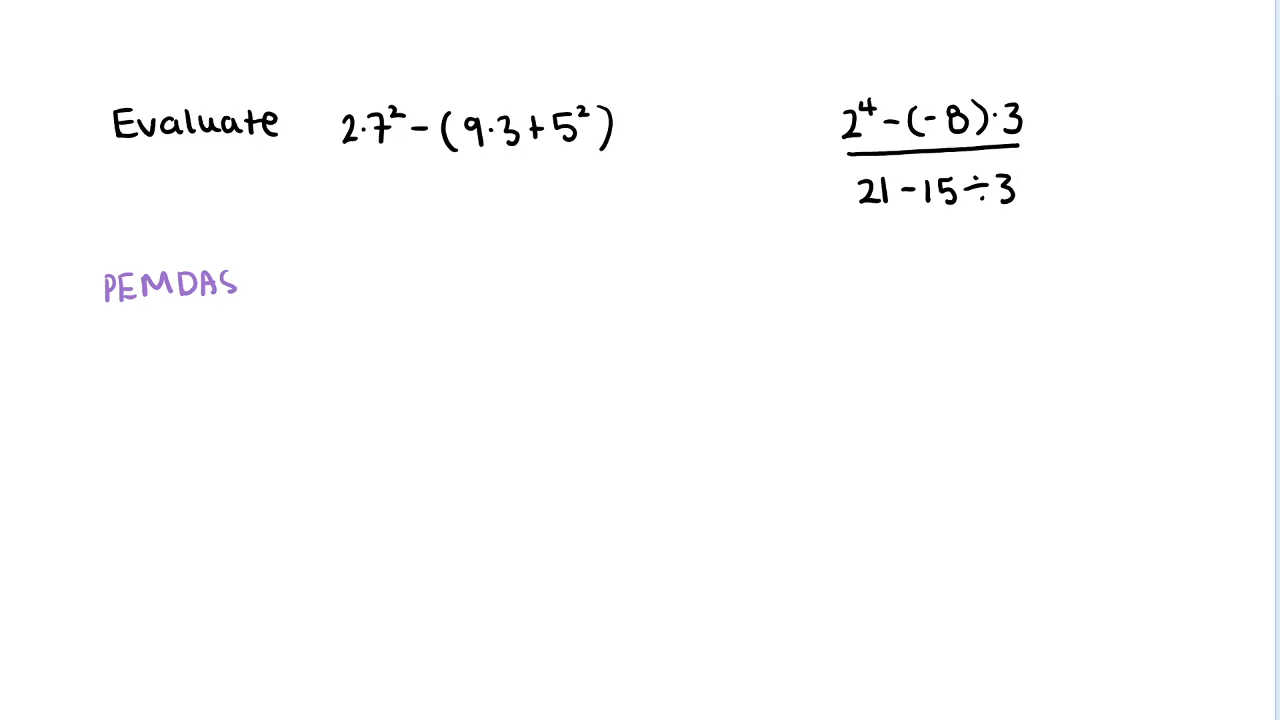 Evaluate 2·7² - (9·3 + 5²)
2⁴ - (-8)·3
21 - 15 ÷ 3
PEMDAS